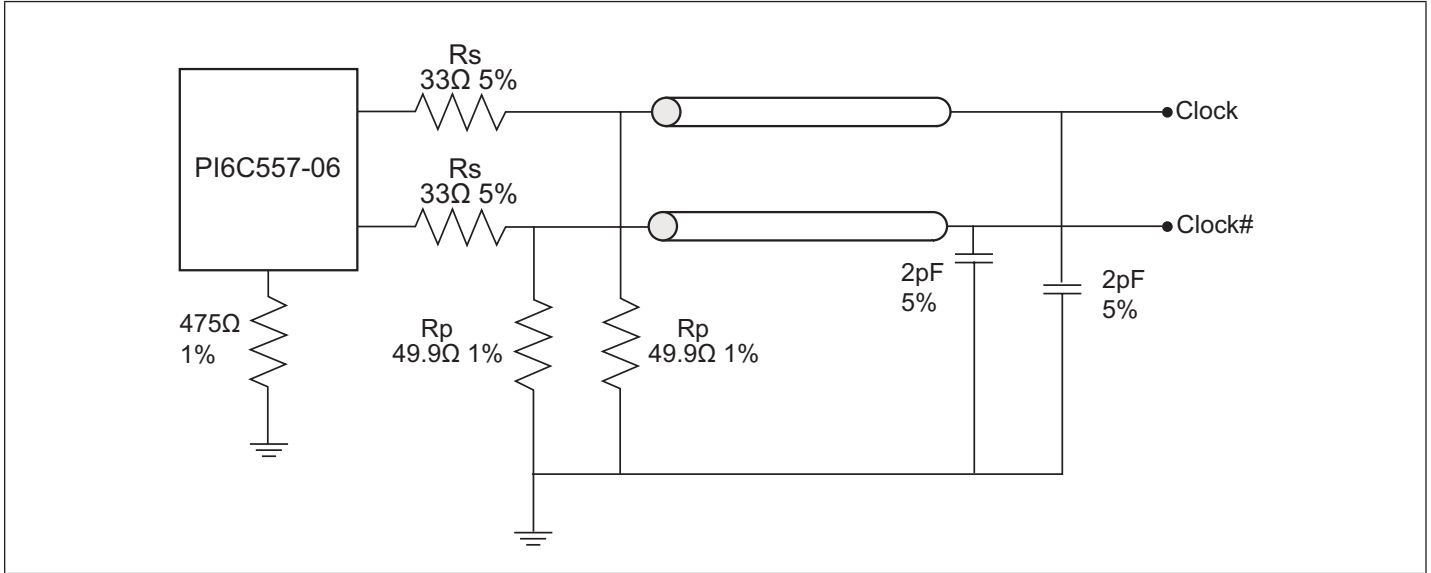 Rs
33Ω 5%
Clock
PI6C557-06
Rs
33Ω 5%
Clock#
2pF
5%
2pF
5%
475Ω
1%
Rp
49.9Ω 1%
Rp
49.9Ω 1%